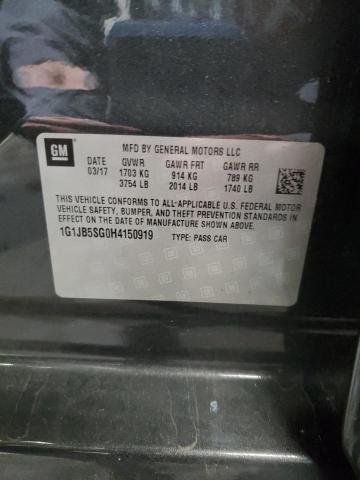 GM
MFD BY GENERAL MOTORS LLC
DATE GVWR GAWR FRT GAWR RR
03/17 1703 KG 914 KG 789 KG
3754 LB 2014 LB 1740 LB
THIS VEHICLE CONFORMS TO ALL-APPLICABLE U.S. FEDERAL MOTOR
VEHICLE SAFETY, BUMPER, AND THEFT PREVENTION STANDARDS IN
EFFECT ON THE DATE OF MANUFACTURE SHOWN ABOVE.
1G1JB5SG0H4150919 TYPE: PASS CAR